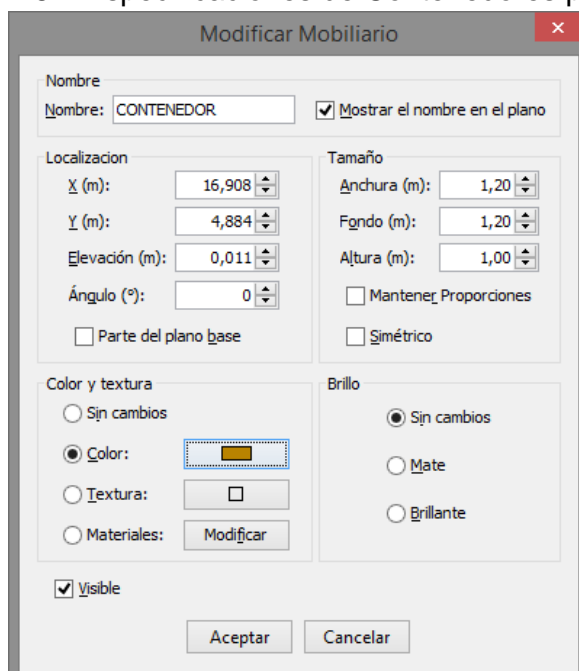 Modificar Mobiliario
Nombre
Nombre: CONTENEDOR Mostrar el nombre en el plano
Localizacion
X (m): 16,908
Y (m): 4,884
Elevación (m): 0,011
Ángulo (º): 0
Parte del plano base
Tamaño
Anchura (m): 1,20
Fondo (m): 1,20
Altura (m): 1,00
Mantener Proporciones
Simétrico
Color y textura
Sin cambios
Color:
Textura:
Materiales: Modificar
Brillo
Sin cambios
Mate
Brillante
Visible
Aceptar Cancelar